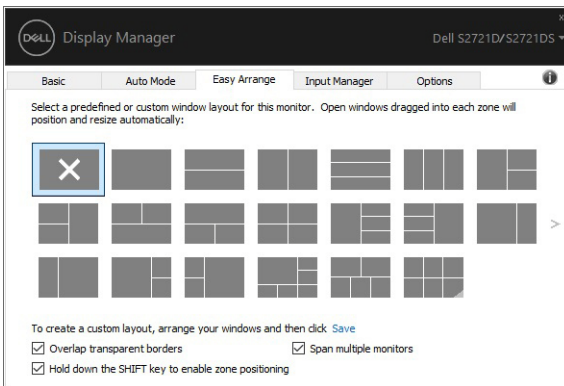 DELL Display Manager
Dell S2721D/S2721DS
Basic Auto Mode Easy Arrange Input Manager Options
Select a predefined or custom window layout for this monitor. Open windows dragged into each zone will
position and resize automatically:
To create a custom layout, arrange your windows and then click Save
Overlap transparent borders
Span multiple monitors
Hold down the SHIFT key to enable zone positioning